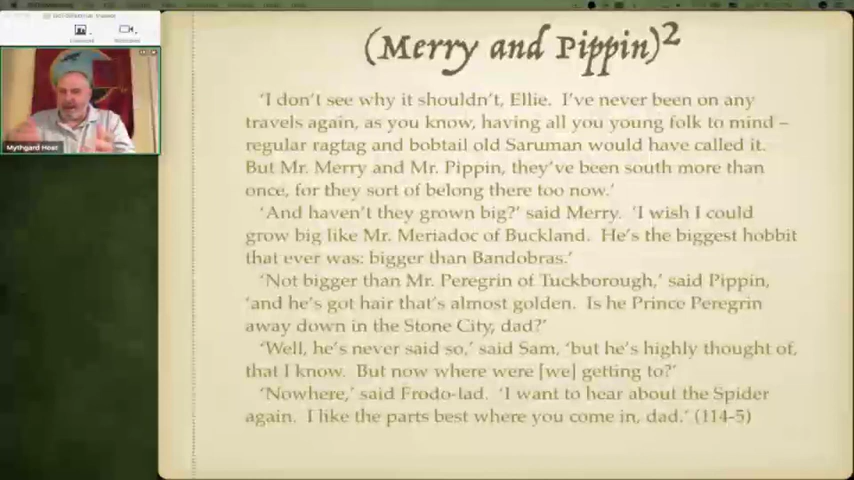 (Merry and Pippin)²
'I don't see why it shouldn't, Ellie. I've never been on any
travels again, as you know, having all you young folk to mind –
regular ragtag and bobtail old Saruman would have called it.
But Mr. Merry and Mr. Pippin, they've been south more than
once, for they sort of belong there too now.'
'And haven't they grown big?' said Merry. 'I wish I could
grow big like Mr. Meriadoc of Buckland. He's the biggest hobbit
that ever was: bigger than Bandobras.'
'Not bigger than Mr. Peregrin of Tuckborough,' said Pippin,
'and he's got hair that's almost golden. Is he Prince Peregrin
away down in the Stone City, dad?'
'Well, he's never said so,' said Sam, 'but he's highly thought of,
that I know. But now where were [we] getting to?'
'Nowhere,' said Frodo-lad. 'I want to hear about the Spider
again. I like the parts best where you come in, dad.' (114-5)
Mythgard Host